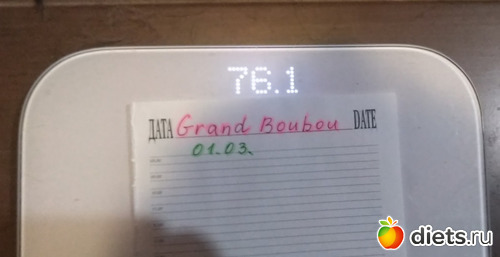 76.1
ДАТА Grand Boubou DATE
01.03.
diets.ru